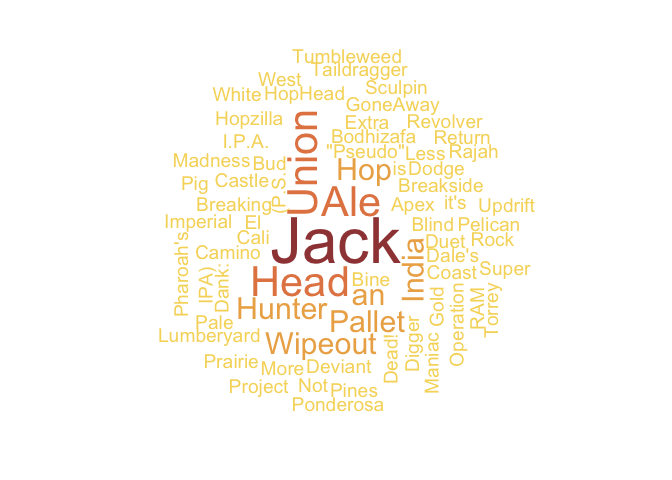 Tumbleweed
Taildragger
West
Sculpin
White
HopHead
GoneAway
Hopzilla
Extra
Revolver
Union
Bodhizafa
Return
I.P.A.
"Pseudo"
Less
Rajah
Madness
Bud
Hop
is
Dodge
Pig
Castle
(P.S.
Breakside
Breaking
Ale
Apex
it's
Updrift
Imperial
El
Blind
Pelican
Cali
Jack
Duet
Rock
Pharoah's
Camino
India
Dale's
IPA)
Dank:
Head
Bine
Coast
Super
an
Gold
Torrey
Hunter
Pallet
RAM
Pale
Operation
Lumberyard
Wipeout
Digger
Maniac
Dead!
Prairie
More
Deviant
Project
Not
Pines
Ponderosa